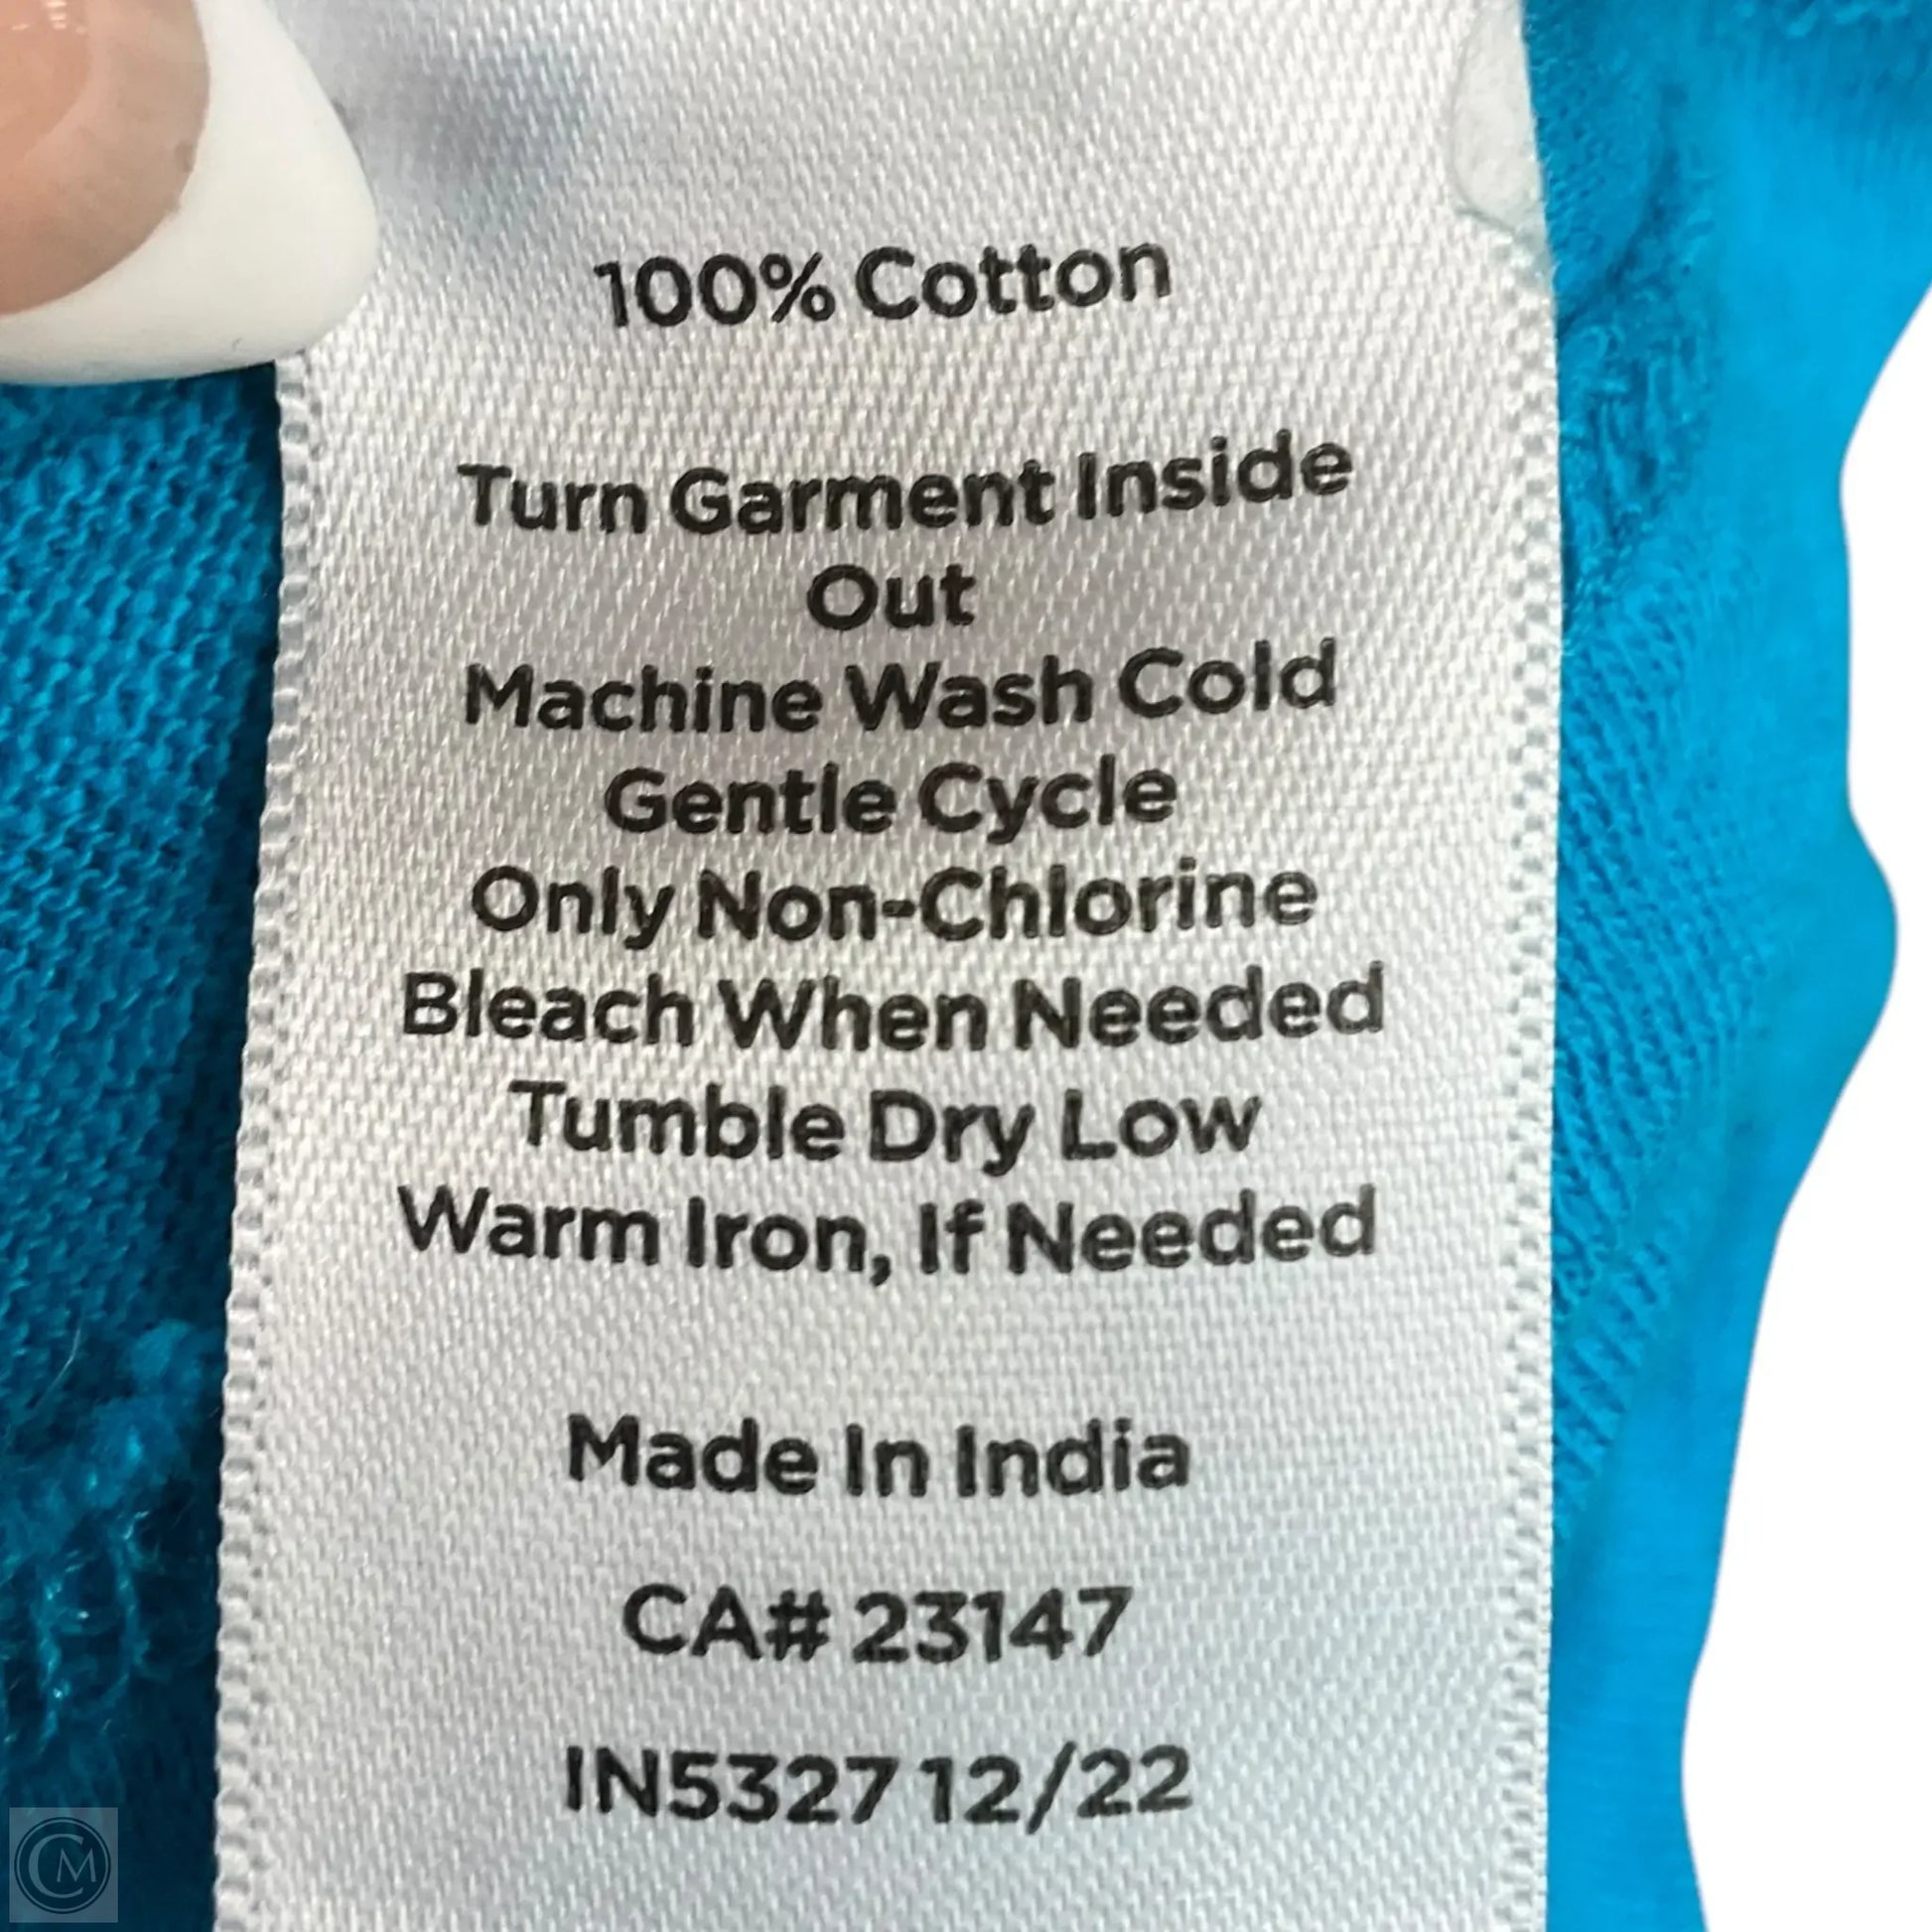 100% Cotton
Turn Garment Inside
Out
Machine Wash Cold
Gentle Cycle
Only Non-Chlorine
Bleach When Needed
Tumble Dry Low
Warm Iron, If Needed
Made In India
CA# 23147
IN5327 12/22
CM